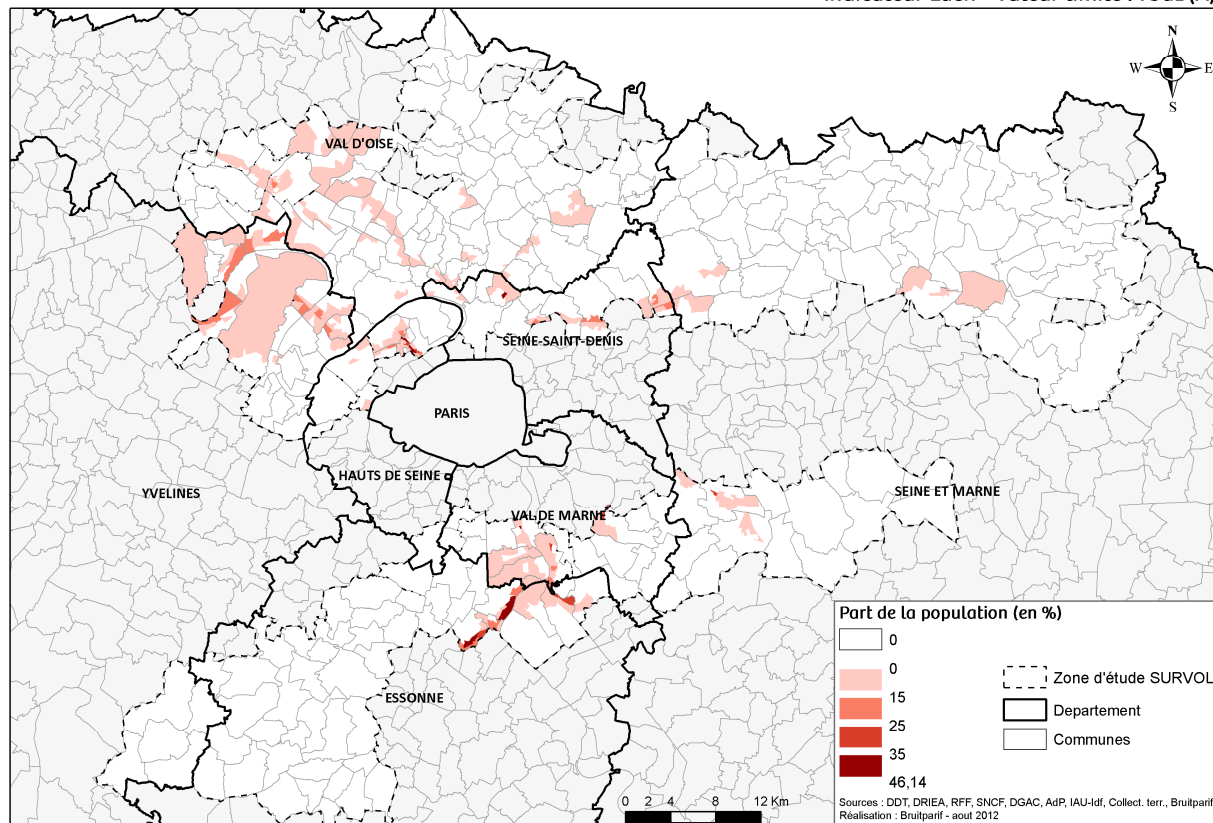 N
W E
S
VAL D'OISE
SEINE-SAINT-DENIS
PARIS
HAUTS DE SEINE
YVELINES
SEINE ET MARNE
VAL DE MARNE
ESSONNE
Part de la population (en %)
0
0
15
25
35
46,14
Zone d'étude SURVOL
Departement
Communes
0 2 4 8 12 Km
Sources : DDT, DRIEA, RFF, SNCF, DGAC, AdP, IAU-Idf, Collect. terr., Bruitparif
Réalisation : Bruitparif - aout 2012